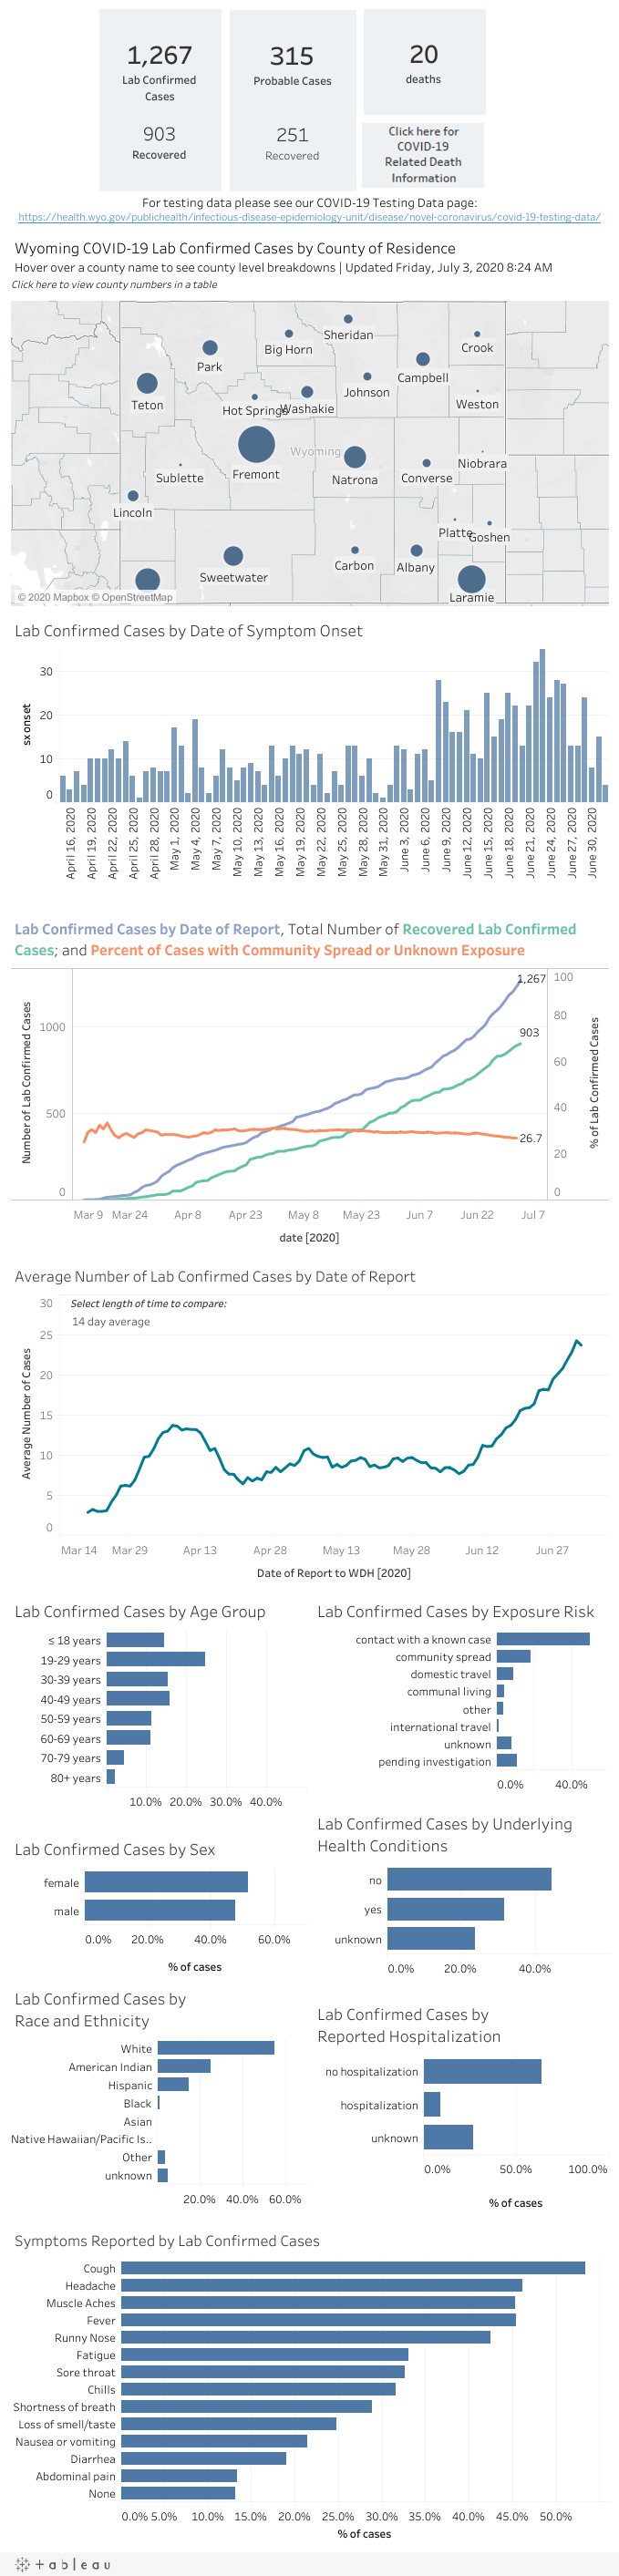 1,267
Lab Confirmed
Cases
903
Recovered
315
Probable Cases
251
Recovered
20
deaths
Click here for
COVID-19
Related Death
Information
For testing data please see our COVID-19 Testing Data page:
https://health.wyo.gov/publichealth/infectious-disease-epidemiology-unit/disease/novel-coronavirus/covid-19-testing-data/
Wyoming COVID-19 Lab Confirmed Cases by County of Residence
Hover over a county name to see county level breakdowns | Updated Friday, July 3, 2020 8:24 AM
Click here to view county numbers in a table
Sheridan
Big Horn
Crook
Park
Campbell
Johnson
Teton
Hot Springs
Washakie
Weston
Wyoming
Niobrara
Sublette
Fremont
Natrona
Converse
Lincoln
Platte
Goshen
Sweetwater
Carbon
Albany
Laramie
© 2020 Mapbox © OpenStreetMap
Lab Confirmed Cases by Date of Symptom Onset
sx onset
30
20
10
0
April 16, 2020
April 19, 2020
April 22, 2020
April 25, 2020
April 28, 2020
May 1, 2020
May 4, 2020
May 7, 2020
May 10, 2020
May 13, 2020
May 16, 2020
May 19, 2020
May 22, 2020
May 25, 2020
May 28, 2020
May 31, 2020
June 3, 2020
June 6, 2020
June 9, 2020
June 12, 2020
June 15, 2020
June 18, 2020
June 21, 2020
June 24, 2020
June 27, 2020
June 30, 2020
Lab Confirmed Cases by Date of Report, Total Number of Recovered Lab Confirmed
Cases; and Percent of Cases with Community Spread or Unknown Exposure
Number of Lab Confirmed Cases
1000
500
0
1,267
903
26.7
100
80
60
40
20
0
% of Lab Confirmed Cases
Mar 9 Mar 24 Apr 8 Apr 23 May 8 May 23 Jun 7 Jun 22 Jul 7
date [2020]
Average Number of Lab Confirmed Cases by Date of Report
Select length of time to compare:
14 day average
Average Number of Cases
30
25
20
15
10
5
0
Mar 14 Mar 29 Apr 13 Apr 28 May 13 May 28 Jun 12 Jun 27
Date of Report to WDH [2020]
Lab Confirmed Cases by Age Group
≤ 18 years
19-29 years
30-39 years
40-49 years
50-59 years
60-69 years
70-79 years
80+ years
10.0% 20.0% 30.0% 40.0%
Lab Confirmed Cases by Exposure Risk
contact with a known case
community spread
domestic travel
communal living
other
international travel
unknown
pending investigation
0.0% 40.0%
Lab Confirmed Cases by Sex
female
male
0.0% 20.0% 40.0% 60.0%
% of cases
Lab Confirmed Cases by Underlying
Health Conditions
no
yes
unknown
0.0% 20.0% 40.0%
Lab Confirmed Cases by
Race and Ethnicity
White
American Indian
Hispanic
Black
Asian
Native Hawaiian/Pacific Is..
Other
unknown
20.0% 40.0% 60.0%
Lab Confirmed Cases by
Reported Hospitalization
no hospitalization
hospitalization
unknown
0.0% 50.0% 100.0%
% of cases
Symptoms Reported by Lab Confirmed Cases
Cough
Headache
Muscle Aches
Fever
Runny Nose
Fatigue
Sore throat
Chills
Shortness of breath
Loss of smell/taste
Nausea or vomiting
Diarrhea
Abdominal pain
None
0.0% 5.0% 10.0% 15.0% 20.0% 25.0% 30.0% 35.0% 40.0% 45.0% 50.0%
% of cases
+ a b | e a u